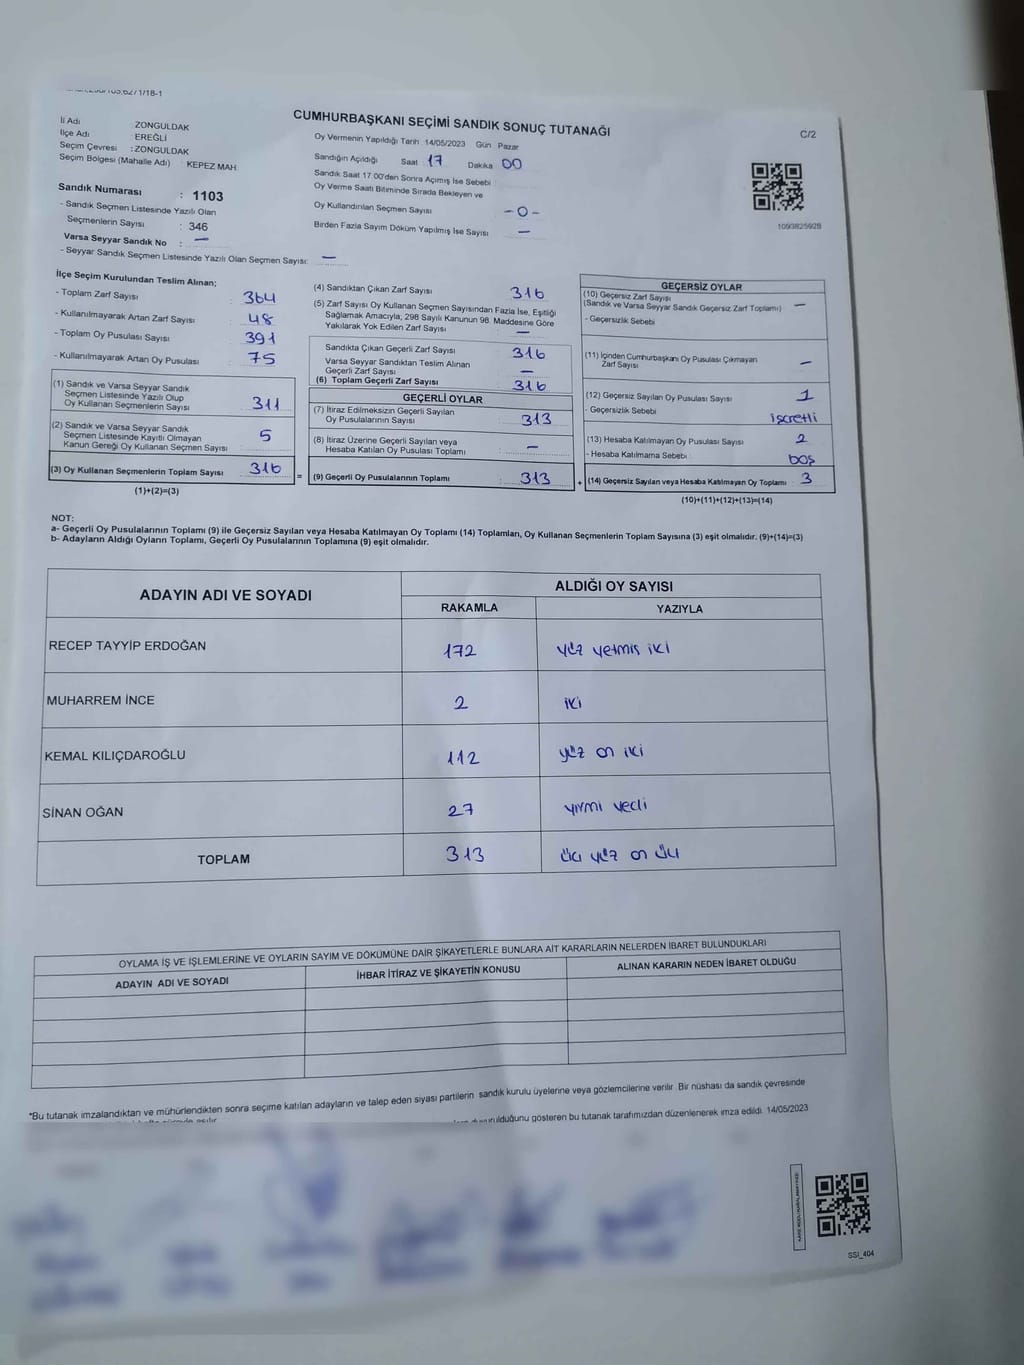 CUMHURBAŞKANI SEÇİMİ SANDIK SONUÇ TUTANAĞI
C/2
İl Adı : ZONGULDAK
İlçe Adı : EREĞLİ
Seçim Çevresi : ZONGULDAK
Seçim Bölgesi (Mahalle Adı) : KEPEZ MAH
Sandık Numarası : 1103
- Sandık Seçmen Listesinde Yazılı Olan
Seçmenlerin Sayısı : 346
Varsa Seyyar Sandık No : —
- Seyyar Sandık Seçmen Listesinde Yazılı Olan Seçmen Sayısı: —
Oy Vermenin Yapıldığı Tarih 14/05/2023 Gün Pazar
Sandığın Açıldığı Saat 17 Dakika 00
Sandık Saat 17.00'den Sonra Açılmış İse Sebebi
Oy Verme Saati Bitiminde Sırada Bekleyen ve
Oy Kullandırılan Seçmen Sayısı - 0 -
Birden Fazla Sayım Döküm Yapılmış İse Sayısı —
1093825928
İlçe Seçim Kurulundan Teslim Alınan;
- Toplam Zarf Sayısı : 364
- Kullanılmayarak Artan Zarf Sayısı : 48
- Toplam Oy Pusulası Sayısı : 391
- Kullanılmayarak Artan Oy Pusulası : 75
(1) Sandık ve Varsa Seyyar Sandık
Seçmen Listesinde Yazılı Olup
Oy Kullanan Seçmenlerin Sayısı : 311
(2) Sandık ve Varsa Seyyar Sandık
Seçmen Listesinde Kayıtlı Olmayan
Kanun Gereği Oy Kullanan Seçmen Sayısı : 5
(3) Oy Kullanan Seçmenlerin Toplam Sayısı : 316
(1)+(2)=(3)
(4) Sandıktan Çıkan Zarf Sayısı : 316
(5) Zarf Sayısı Oy Kullanan Seçmen Sayısından Fazla İse, Eşitliği
Sağlamak Amacıyla; 298 Sayılı Kanunun 98. Maddesine Göre
Yakılarak Yok Edilen Zarf Sayısı : —
Sandıkta Çıkan Geçerli Zarf Sayısı : 316
Varsa Seyyar Sandıktan Teslim Alınan
Geçerli Zarf Sayısı : —
(6) Toplam Geçerli Zarf Sayısı : 316
GEÇERLİ OYLAR
(7) İtiraz Edilmeksizin Geçerli Sayılan
Oy Pusulalarının Sayısı : 313
(8) İtiraz Üzerine Geçerli Sayılan veya
Hesaba Katılan Oy Pusulası Toplamı : —
= (9) Geçerli Oy Pusulalarının Toplamı : 313
GEÇERSİZ OYLAR
(10) Geçersiz Zarf Sayısı
(Sandık ve Varsa Seyyar Sandık Geçersiz Zarf Toplamı) : —
- Geçersizlik Sebebi
(11) İçinden Cumhurbaşkanı Oy Pusulası Çıkmayan
Zarf Sayısı : —
(12) Geçersiz Sayılan Oy Pusulası Sayısı : 1
- Geçersizlik Sebebi : işcretli
(13) Hesaba Katılmayan Oy Pusulası Sayısı : 2
- Hesaba Katılmama Sebebi : boş
+ (14) Geçersiz Sayılan veya Hesaba Katılmayan Oy Toplamı : 3
(10)+(11)+(12)+(13)=(14)
NOT:
a- Geçerli Oy Pusulalarının Toplamı (9) ile Geçersiz Sayılan veya Hesaba Katılmayan Oy Toplamı (14) Toplamları, Oy Kullanan Seçmenlerin Toplam Sayısına (3) eşit olmalıdır. (9)+(14)=(3)
b- Adayların Aldığı Oyların Toplamı, Geçerli Oy Pusulalarının Toplamına (9) eşit olmalıdır.
ADAYIN ADI VE SOYADI ALDIĞI OY SAYISI
RAKAMLA YAZIYLA
RECEP TAYYİP ERDOĞAN 172 yüz yetmiş iki
MUHARREM İNCE 2 iki
KEMAL KILIÇDAROĞLU 112 yüz on iki
SİNAN OĞAN 27 yirmi yedi
TOPLAM 313 üç yüz on üç
OYLAMA İŞ VE İŞLEMLERİNE VE OYLARIN SAYIM VE DÖKÜMÜNE DAİR ŞİKAYETLERLE BUNLARA AİT KARARLARIN NELERDEN İBARET BULUNDUKLARI
ADAYIN ADI VE SOYADI İHBAR İTİRAZ VE ŞİKAYETİN KONUSU ALINAN KARARIN NEDEN İBARET OLDUĞU
*Bu tutanak imzalandıktan ve mühürlendikten sonra seçime katılan adayların ve talep eden siyasi partilerin sandık kurulu üyelerine veya gözlemcilerine verilir. Bir nüshası da sandık çevresinde
gösteren bu tutanak tarafımızdan düzenlenerek imza edildi. 14/05/2023
SSI_404